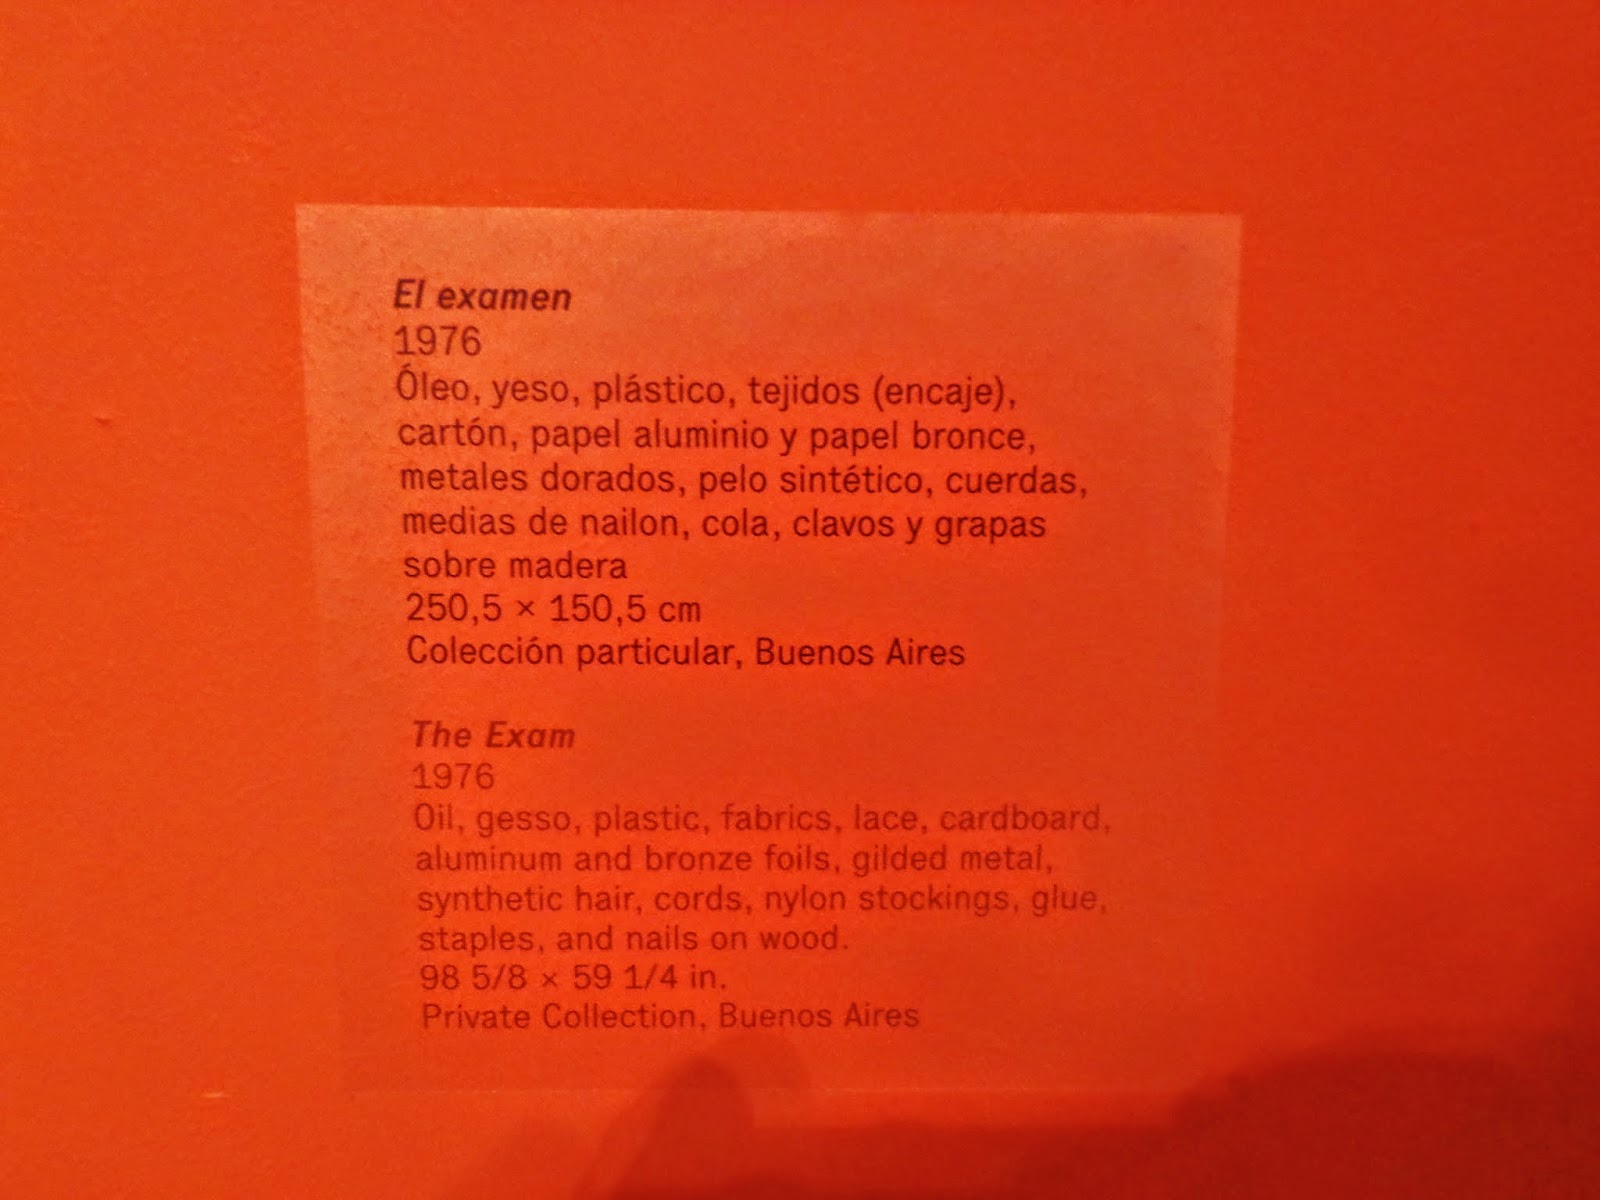 El examen
1976
Óleo, yeso, plástico, tejidos (encaje),
cartón, papel aluminio y papel bronce,
metales dorados, pelo sintético, cuerdas,
medias de nailon, cola, clavos y grapas
sobre madera
250,5 × 150,5 cm
Colección particular, Buenos Aires
The Exam
1976
Oil, gesso, plastic, fabrics, lace, cardboard,
aluminum and bronze foils, gilded metal,
synthetic hair, cords, nylon stockings, glue,
staples, and nails on wood.
98 5/8 × 59 1/4 in.
Private Collection, Buenos Aires